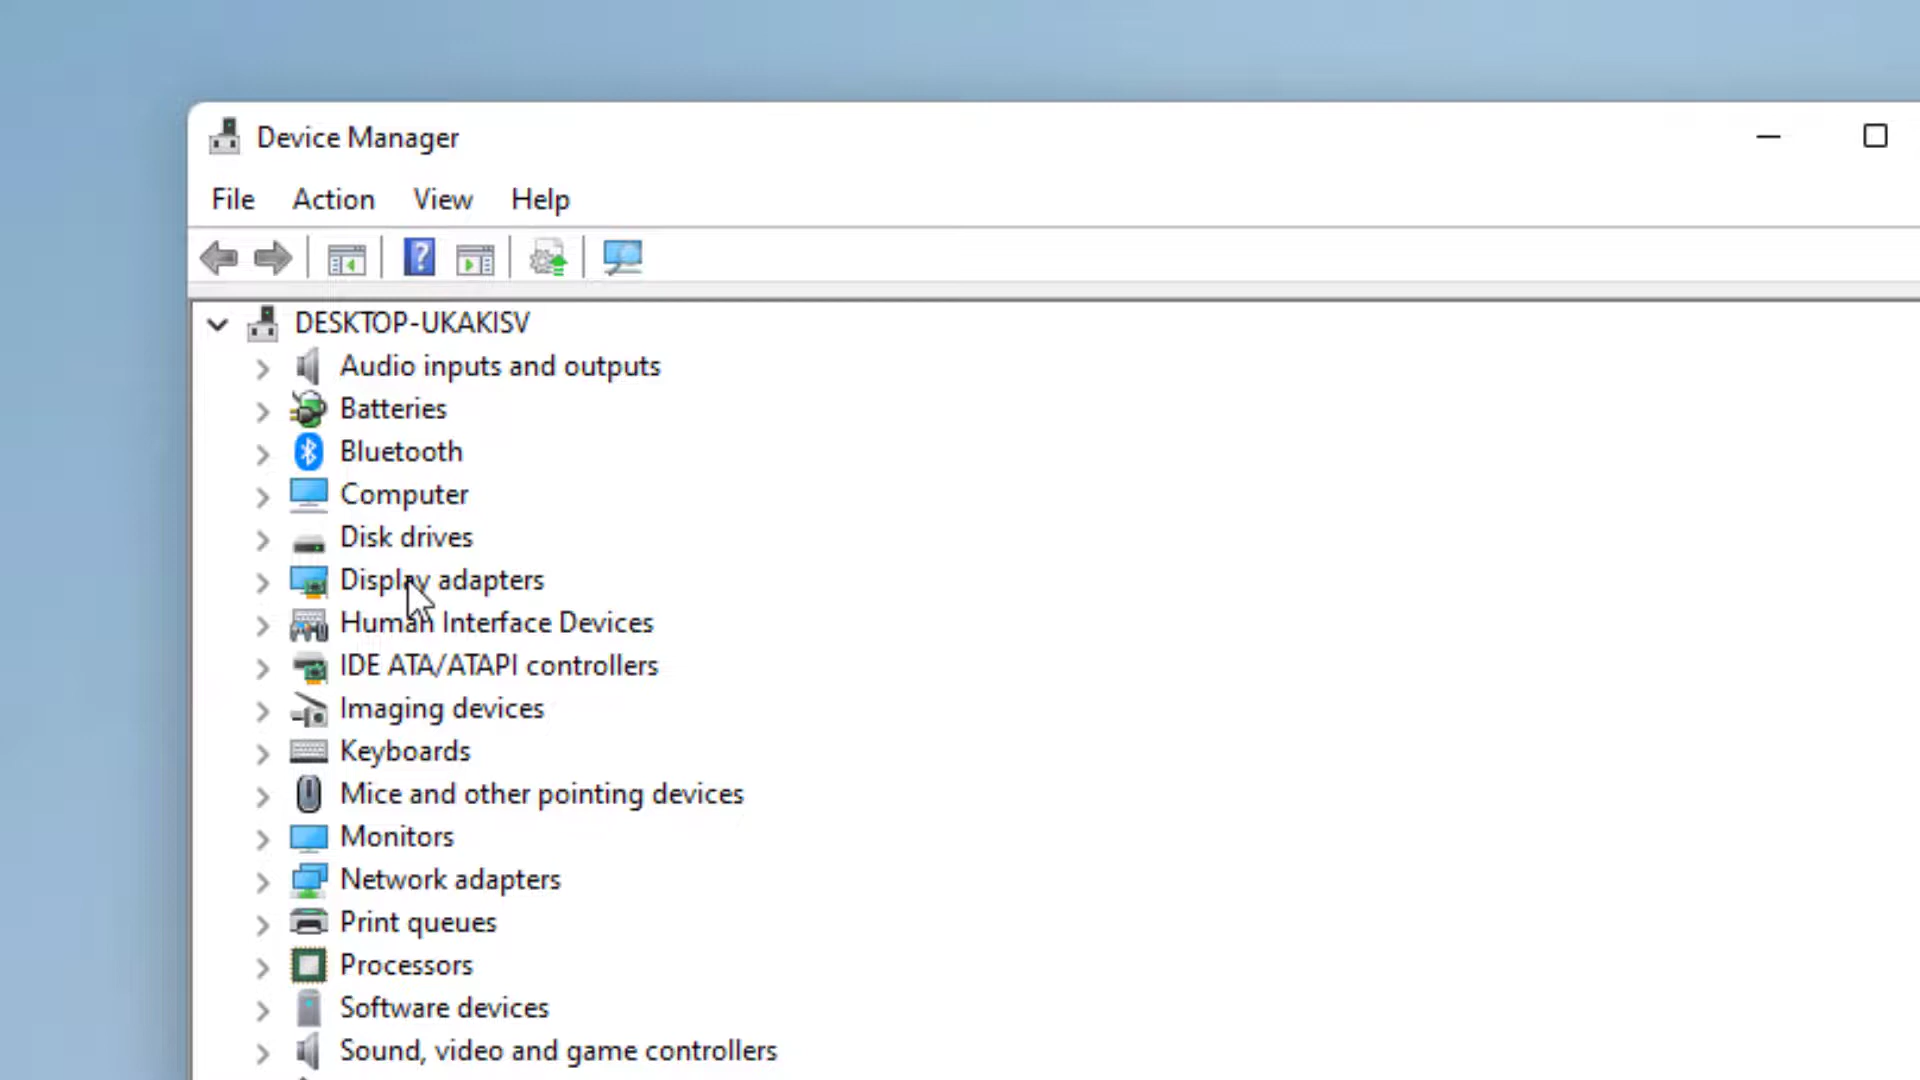 Device Manager
File Action View Help
DESKTOP-UKAKISV
Audio inputs and outputs
Batteries
Bluetooth
Computer
Disk drives
Display adapters
Human Interface Devices
IDE ATA/ATAPI controllers
Imaging devices
Keyboards
Mice and other pointing devices
Monitors
Network adapters
Print queues
Processors
Software devices
Sound, video and game controllers